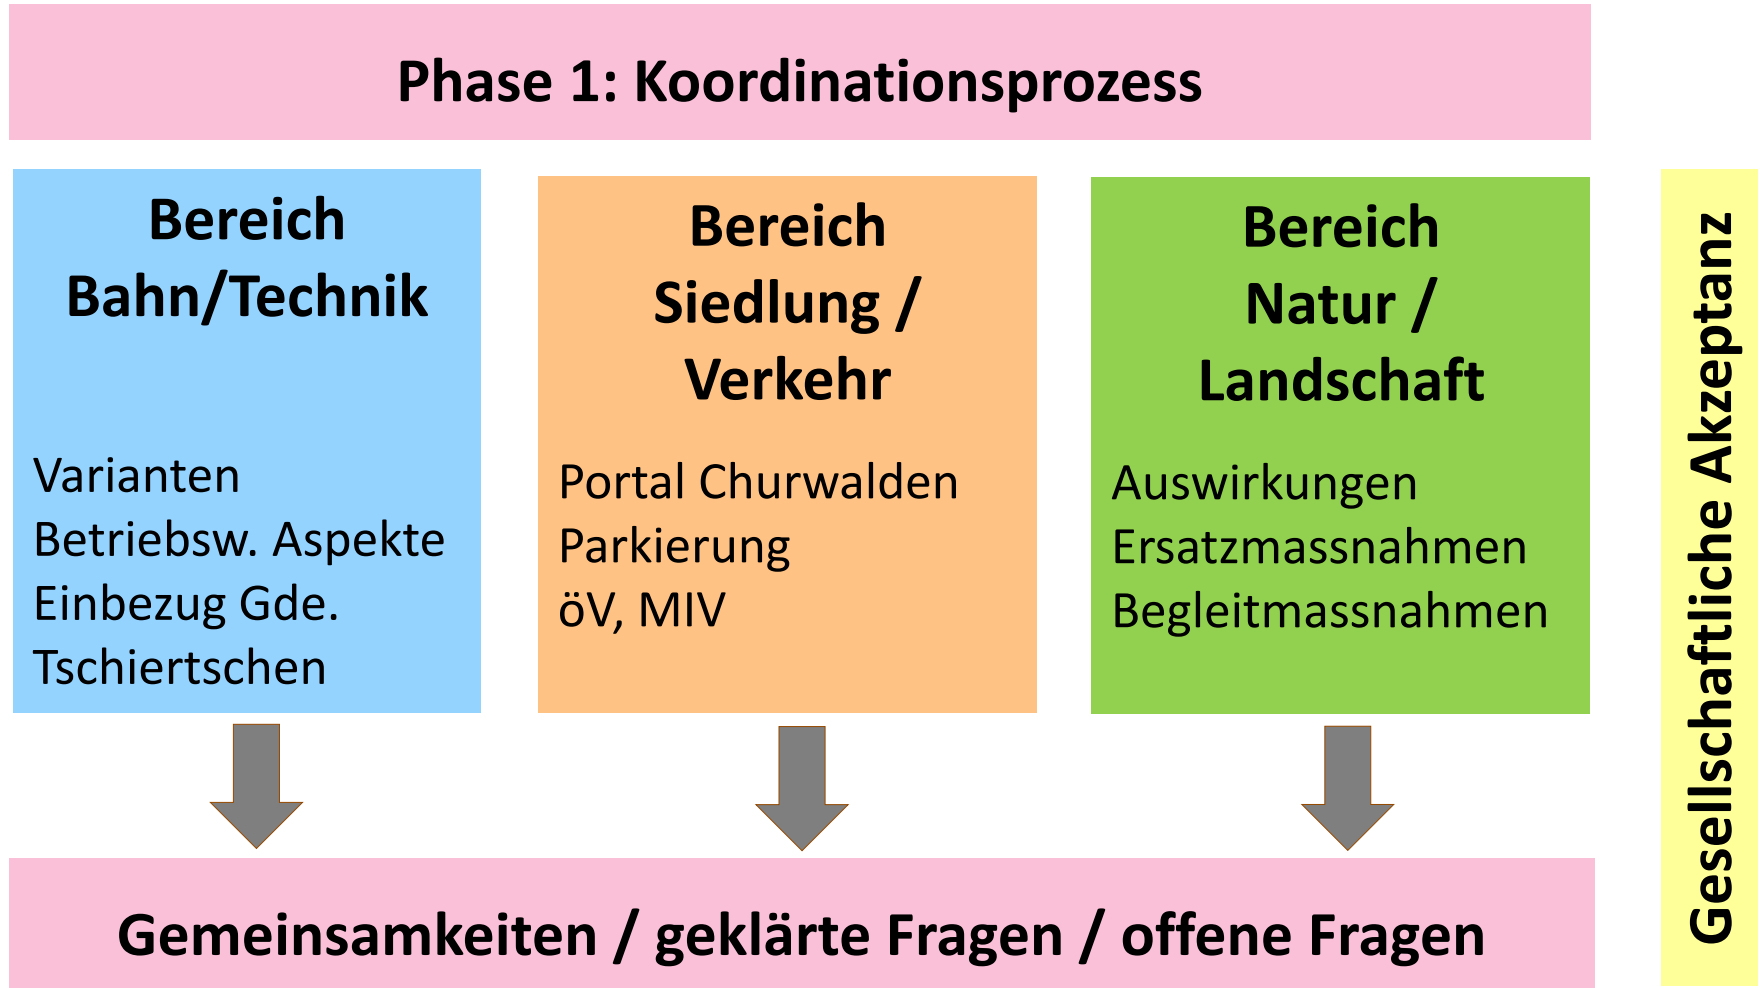 Phase 1: Koordinationsprozess
Bereich
Bahn/Technik
Varianten
Betriebsw. Aspekte
Einbezug Gde.
Tschiertschen
Bereich
Siedlung /
Verkehr
Portal Churwalden
Parkierung
öV, MIV
Bereich
Natur /
Landschaft
Auswirkungen
Ersatzmassnahmen
Begleitmassnahmen
Gesellschaftliche Akzeptanz
Gemeinsamkeiten / geklärte Fragen / offene Fragen